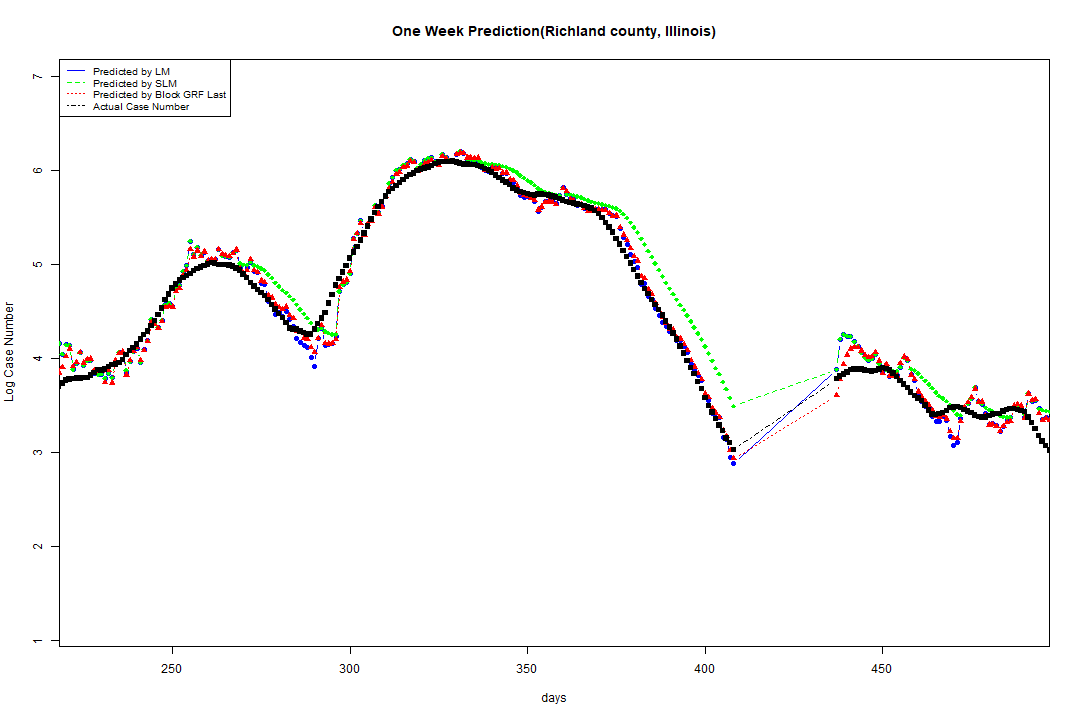 One Week Prediction(Richland county, Illinois)
Predicted by LM
Predicted by SLM
Predicted by Block GRF Last
Actual Case Number
7
6
5
4
3
2
1
Log Case Number
250 300 350 400 450
days